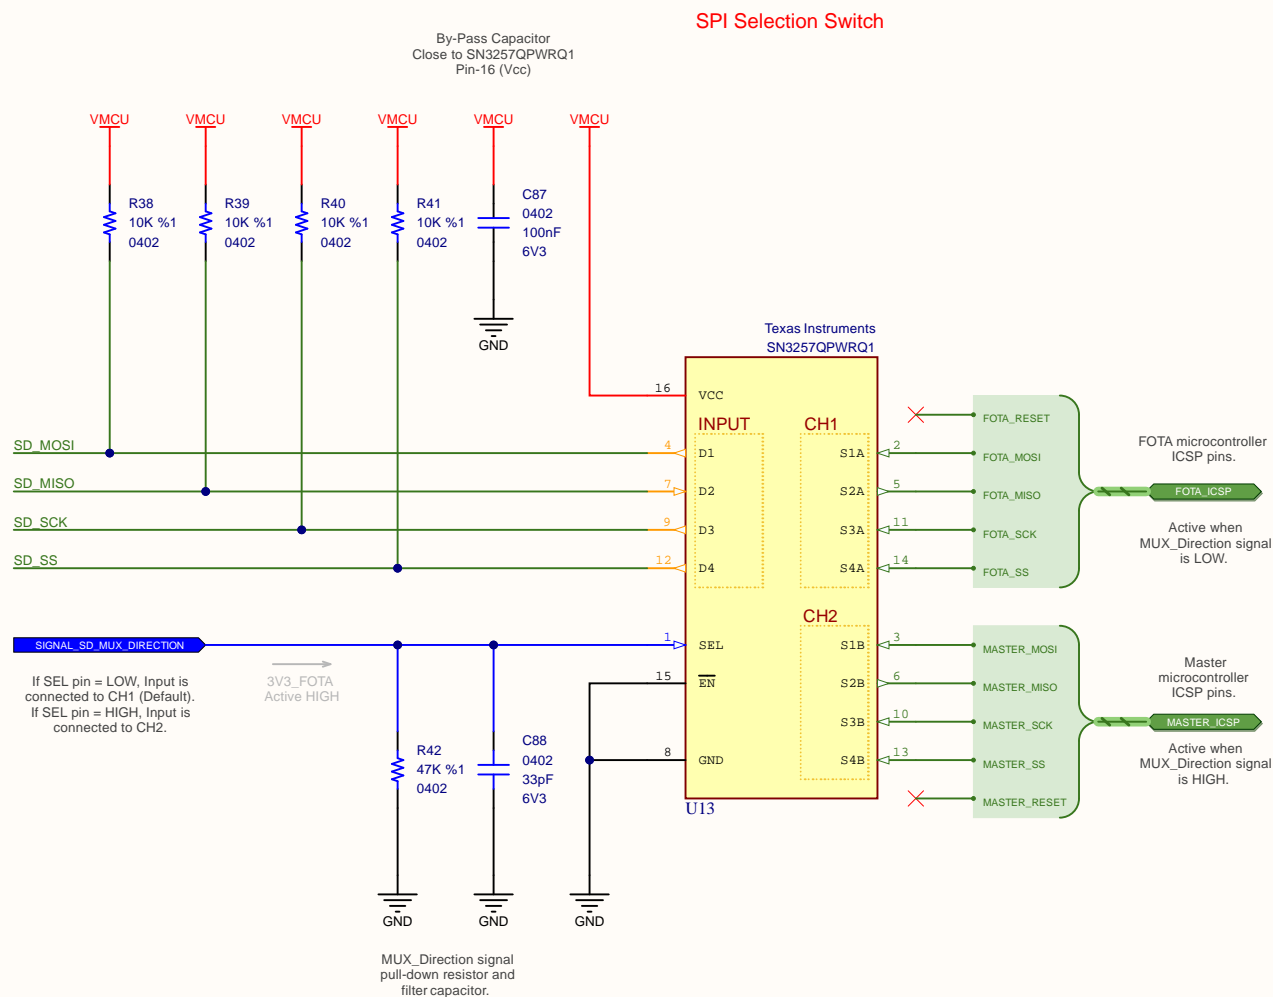 SPI Selection Switch
By-Pass Capacitor
Close to SN3257QPWRQ1
Pin-16 (Vcc)
VMCU
VMCU
VMCU
VMCU
VMCU
VMCU
R38
10K %1
0402
R39
10K %1
0402
R40
10K %1
0402
R41
10K %1
0402
C87
0402
100nF
6V3
GND
Texas Instruments
SN3257QPWRQ1
16
VCC
INPUT
CH1
SD_MOSI
4
D1
S1A
2
SD_MISO
7
D2
S2A
5
SD_SCK
9
D3
S3A
11
SD_SS
12
D4
S4A
14
FOTA_RESET
FOTA_MOSI
FOTA_MISO
FOTA_SCK
FOTA_SS
FOTA microcontroller
ICSP pins.
FOTA_ICSP
Active when
MUX_Direction signal
is LOW.
CH2
SIGNAL_SD_MUX_DIRECTION
1
SEL
S1B
3
15
EN
S2B
6
S3B
10
8
GND
S4B
13
U13
MASTER_MOSI
MASTER_MISO
MASTER_SCK
MASTER_SS
MASTER_RESET
Master
microcontroller
ICSP pins.
MASTER_ICSP
Active when
MUX_Direction signal
is HIGH.
If SEL pin = LOW, Input is
connected to CH1 (Default).
If SEL pin = HIGH, Input is
connected to CH2.
3V3_FOTA
Active HIGH
R42
47K %1
0402
C88
0402
33pF
6V3
GND
GND
GND
MUX_Direction signal
pull-down resistor and
filter capacitor.